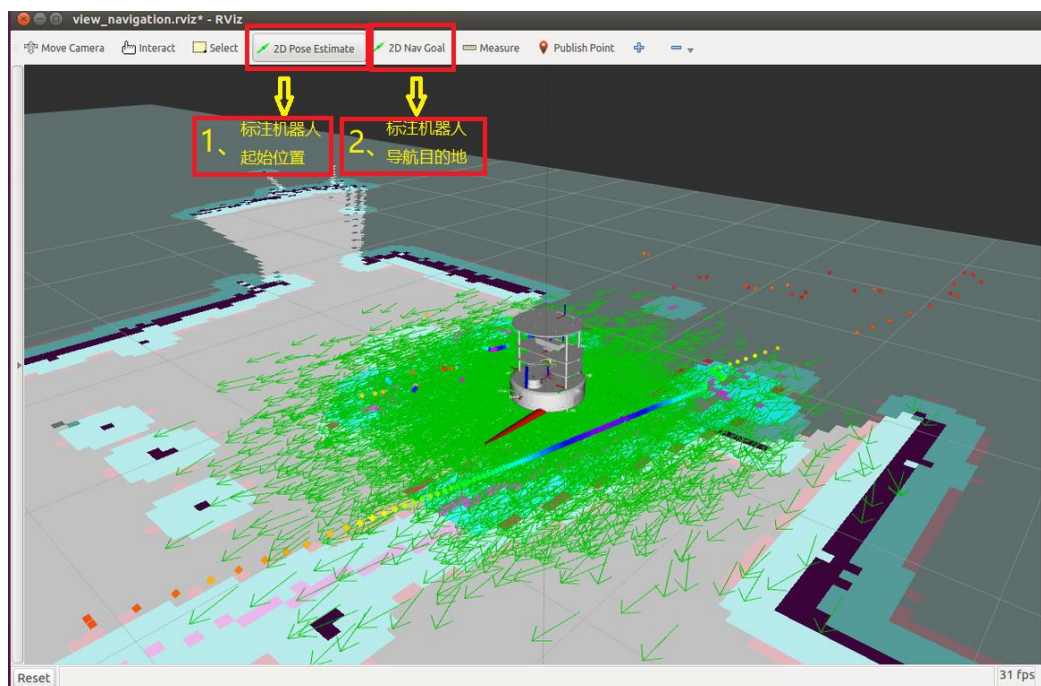 view_navigation.rviz* - RViz
Move Camera Interact Select 2D Pose Estimate 2D Nav Goal Measure Publish Point
1、 标注机器人
起始位置
2、 标注机器人
导航目的地
Reset
31 fps